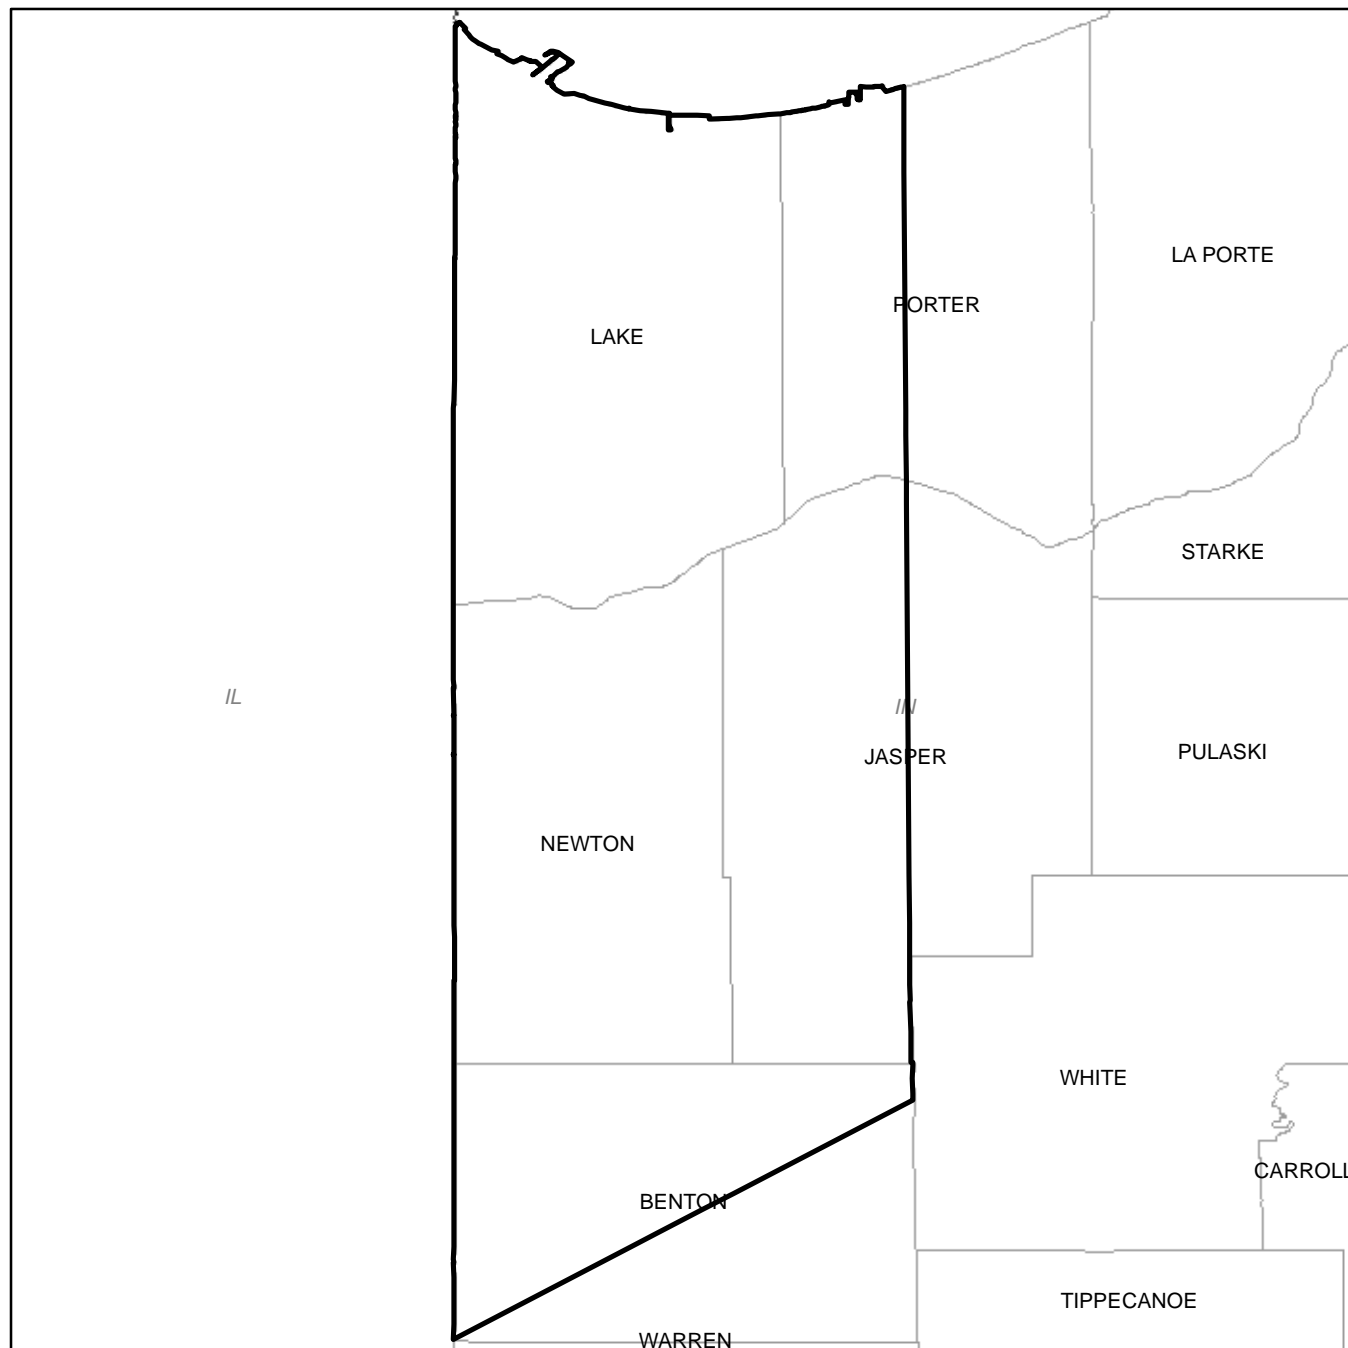 LA PORTE
PORTER
LAKE
STARKE
IL
IN
JASPER
PULASKI
NEWTON
WHITE
CARROLL
BENTON
TIPPECANOE
WARREN